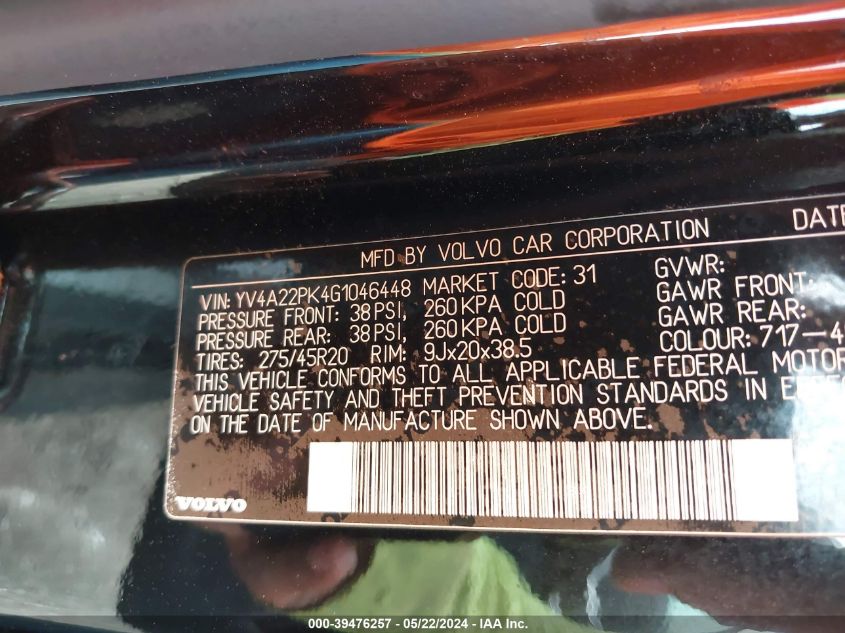 MFD BY VOLVO CAR CORPORATION DATE
VIN: YV4A22PK4G1046448 MARKET CODE: 31 GVWR:
PRESSURE FRONT: 38 PSI, 260 KPA COLD GAWR FRONT:
PRESSURE REAR: 38 PSI, 260 KPA COLD GAWR REAR:
TIRES: 275/45R20 RIM: 9Jx20x38.5 COLOUR: 717-4
THIS VEHICLE CONFORMS TO ALL APPLICABLE FEDERAL MOTOR
VEHICLE SAFETY AND THEFT PREVENTION STANDARDS IN
ON THE DATE OF MANUFACTURE SHOWN ABOVE.
VOLVO
000-39476257 - 05/22/2024 - IAA Inc.